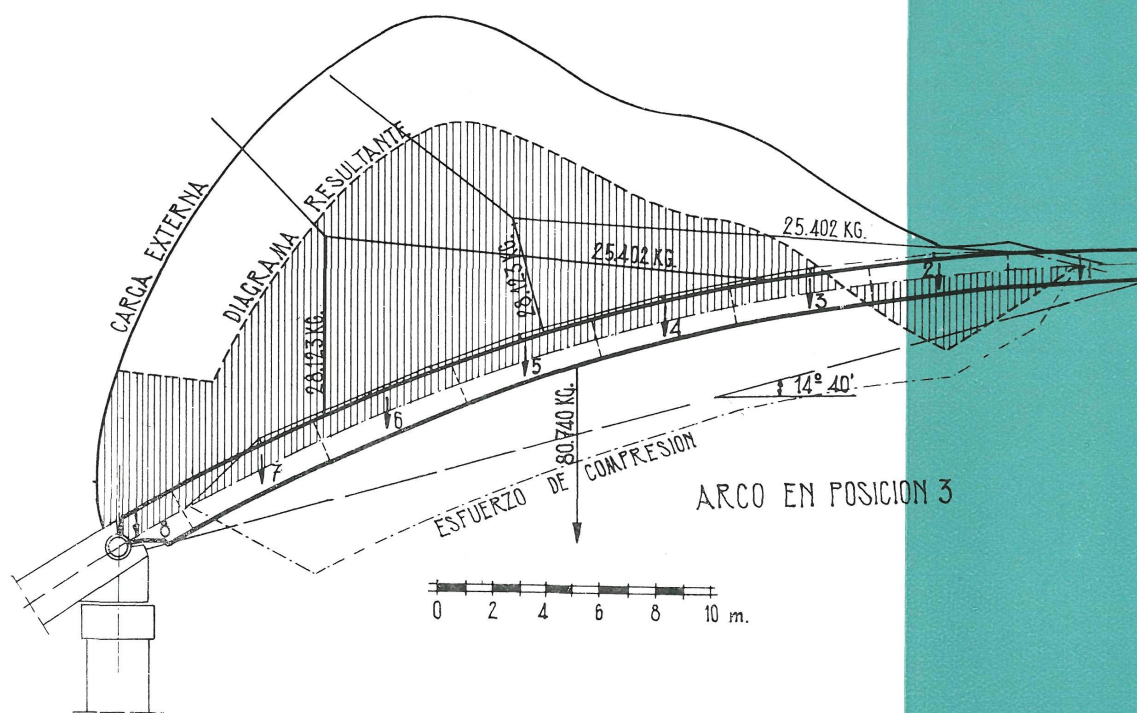 CARGA EXTERNA
DIAGRAMA RESULTANTE
25.402 KG.
25.402 KG.
28.123 KG.
28.123 KG.
2
3
4
5
6
7
8
80.740 KG.
14º 40'
ESFUERZO DE COMPRESION
ARCO EN POSICION 3
0 2 4 6 8 10 m.